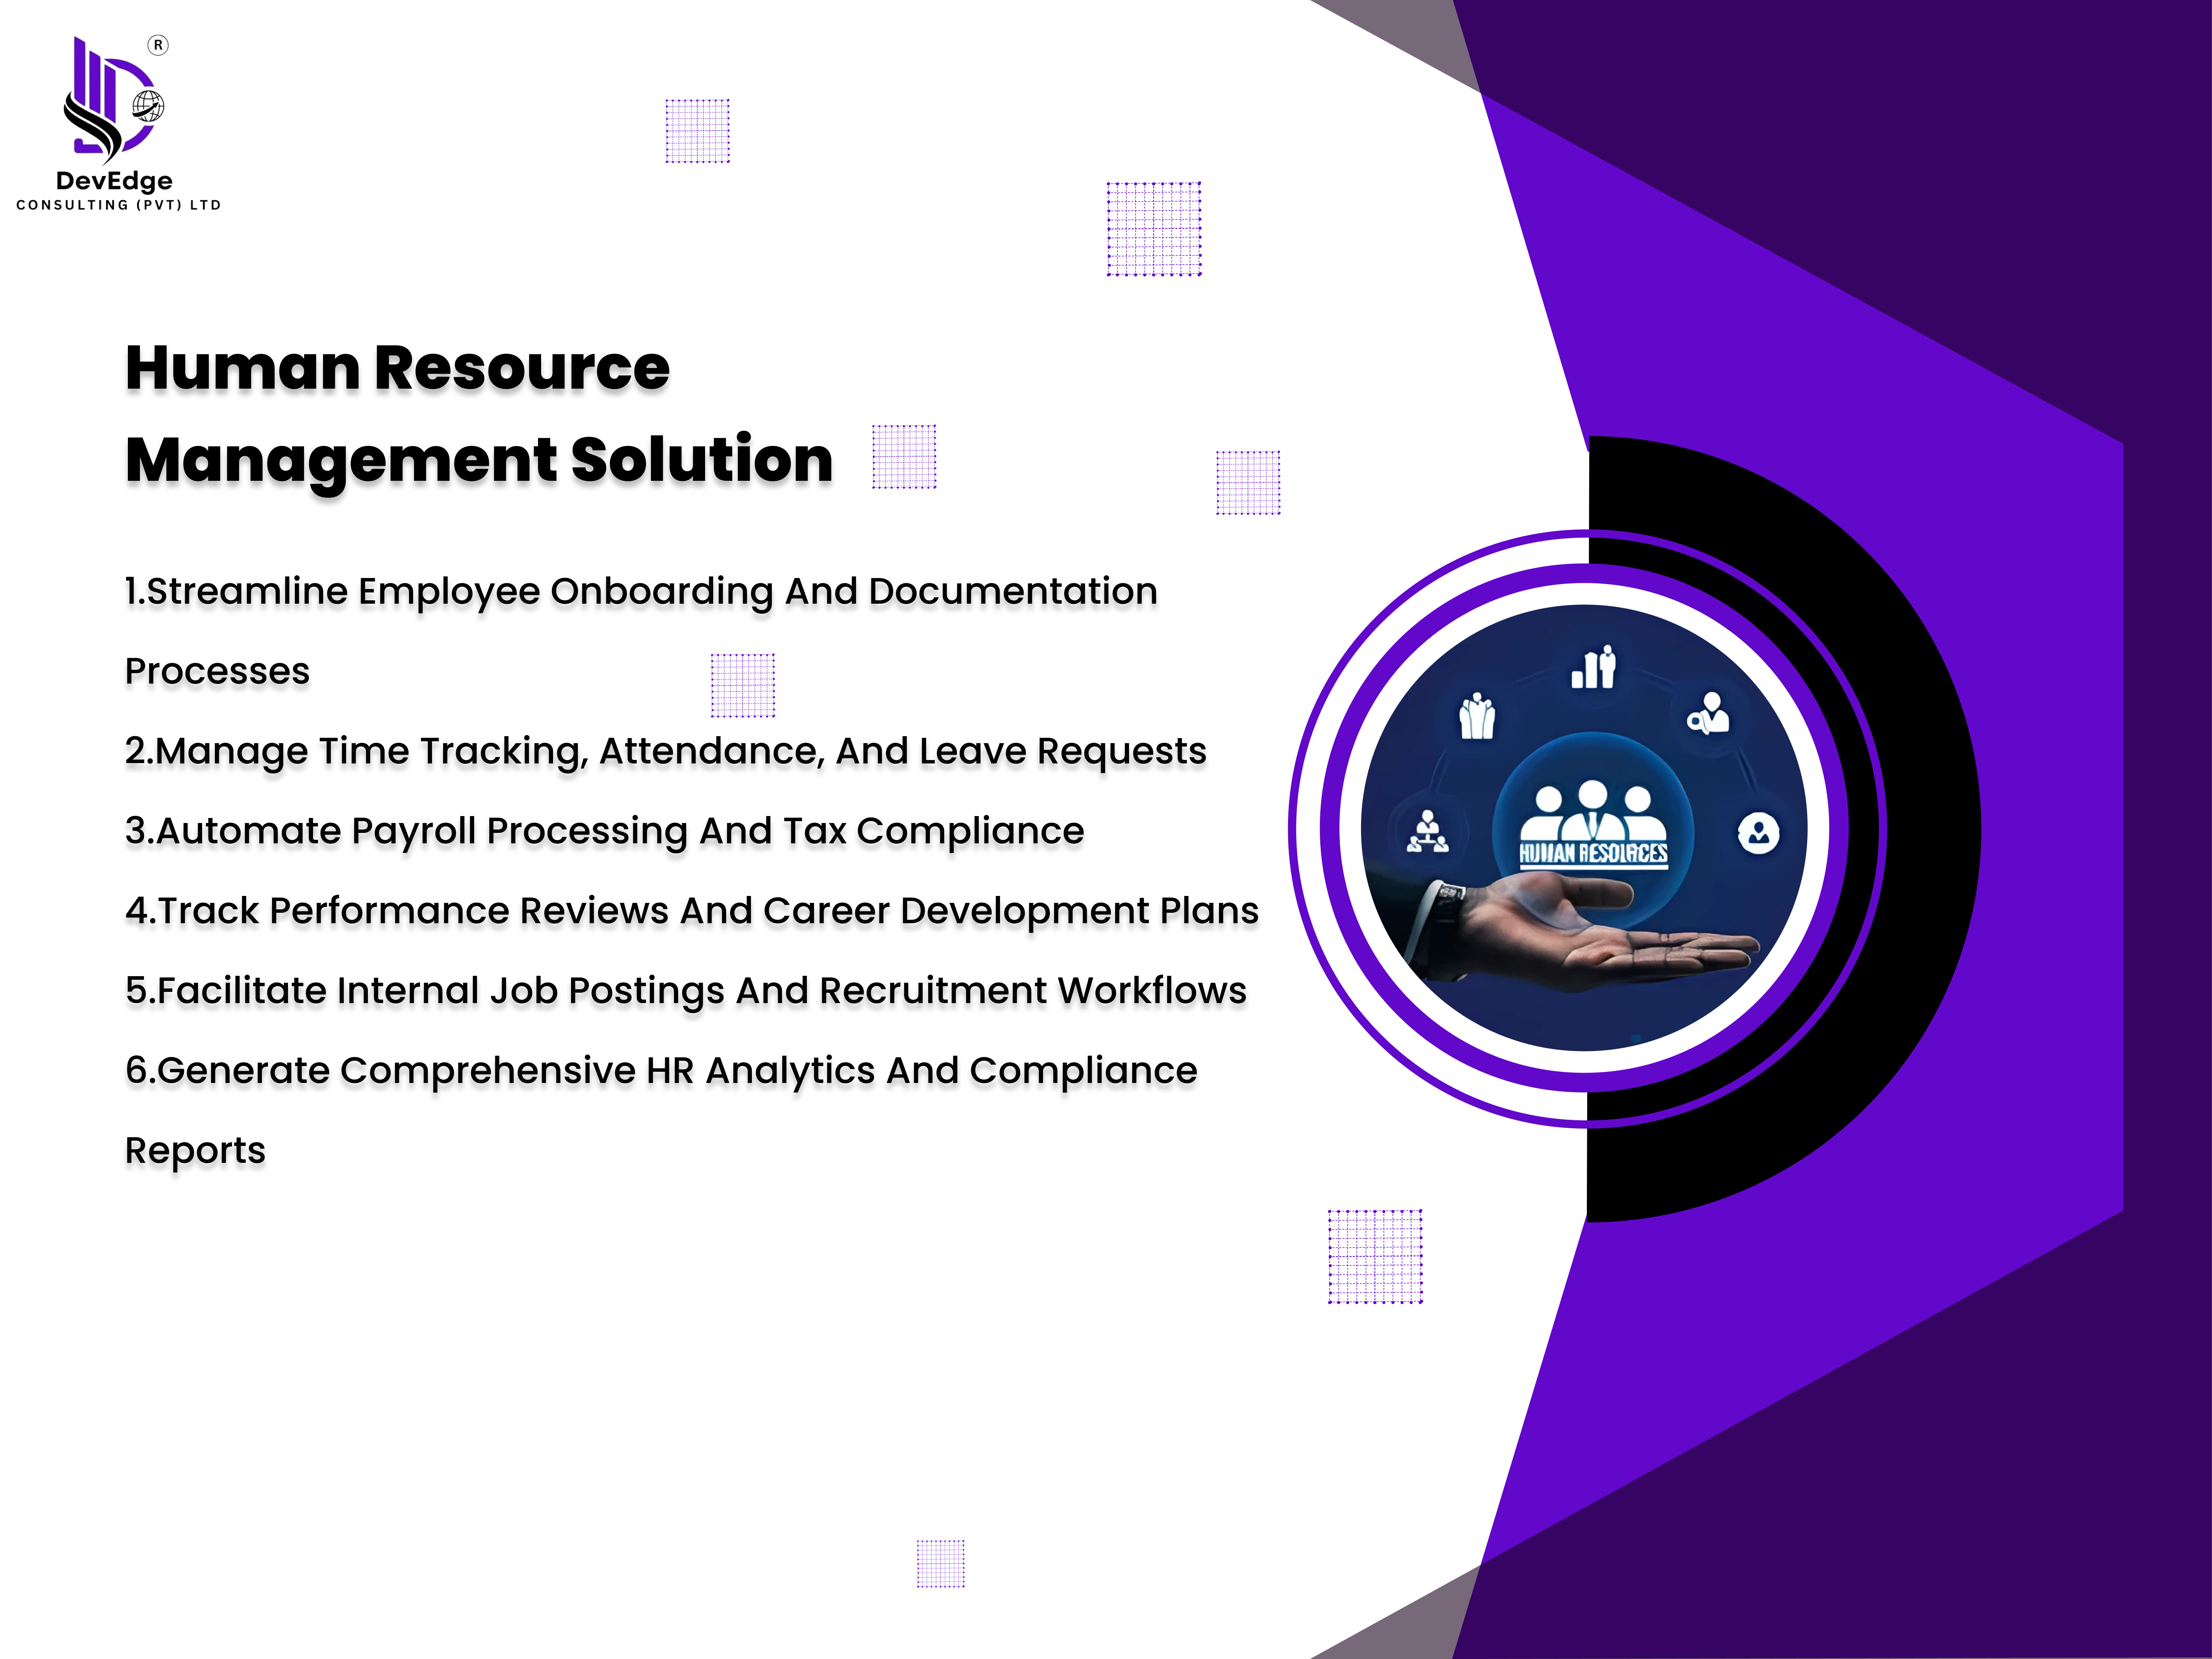 R
DevEdge
CONSULTING (PVT) LTD
Human Resource
Management Solution
1.Streamline Employee Onboarding And Documentation
Processes
2.Manage Time Tracking, Attendance, And Leave Requests
3.Automate Payroll Processing And Tax Compliance
4.Track Performance Reviews And Career Development Plans
5.Facilitate Internal Job Postings And Recruitment Workflows
6.Generate Comprehensive HR Analytics And Compliance
Reports
HUMAN RESOURCES